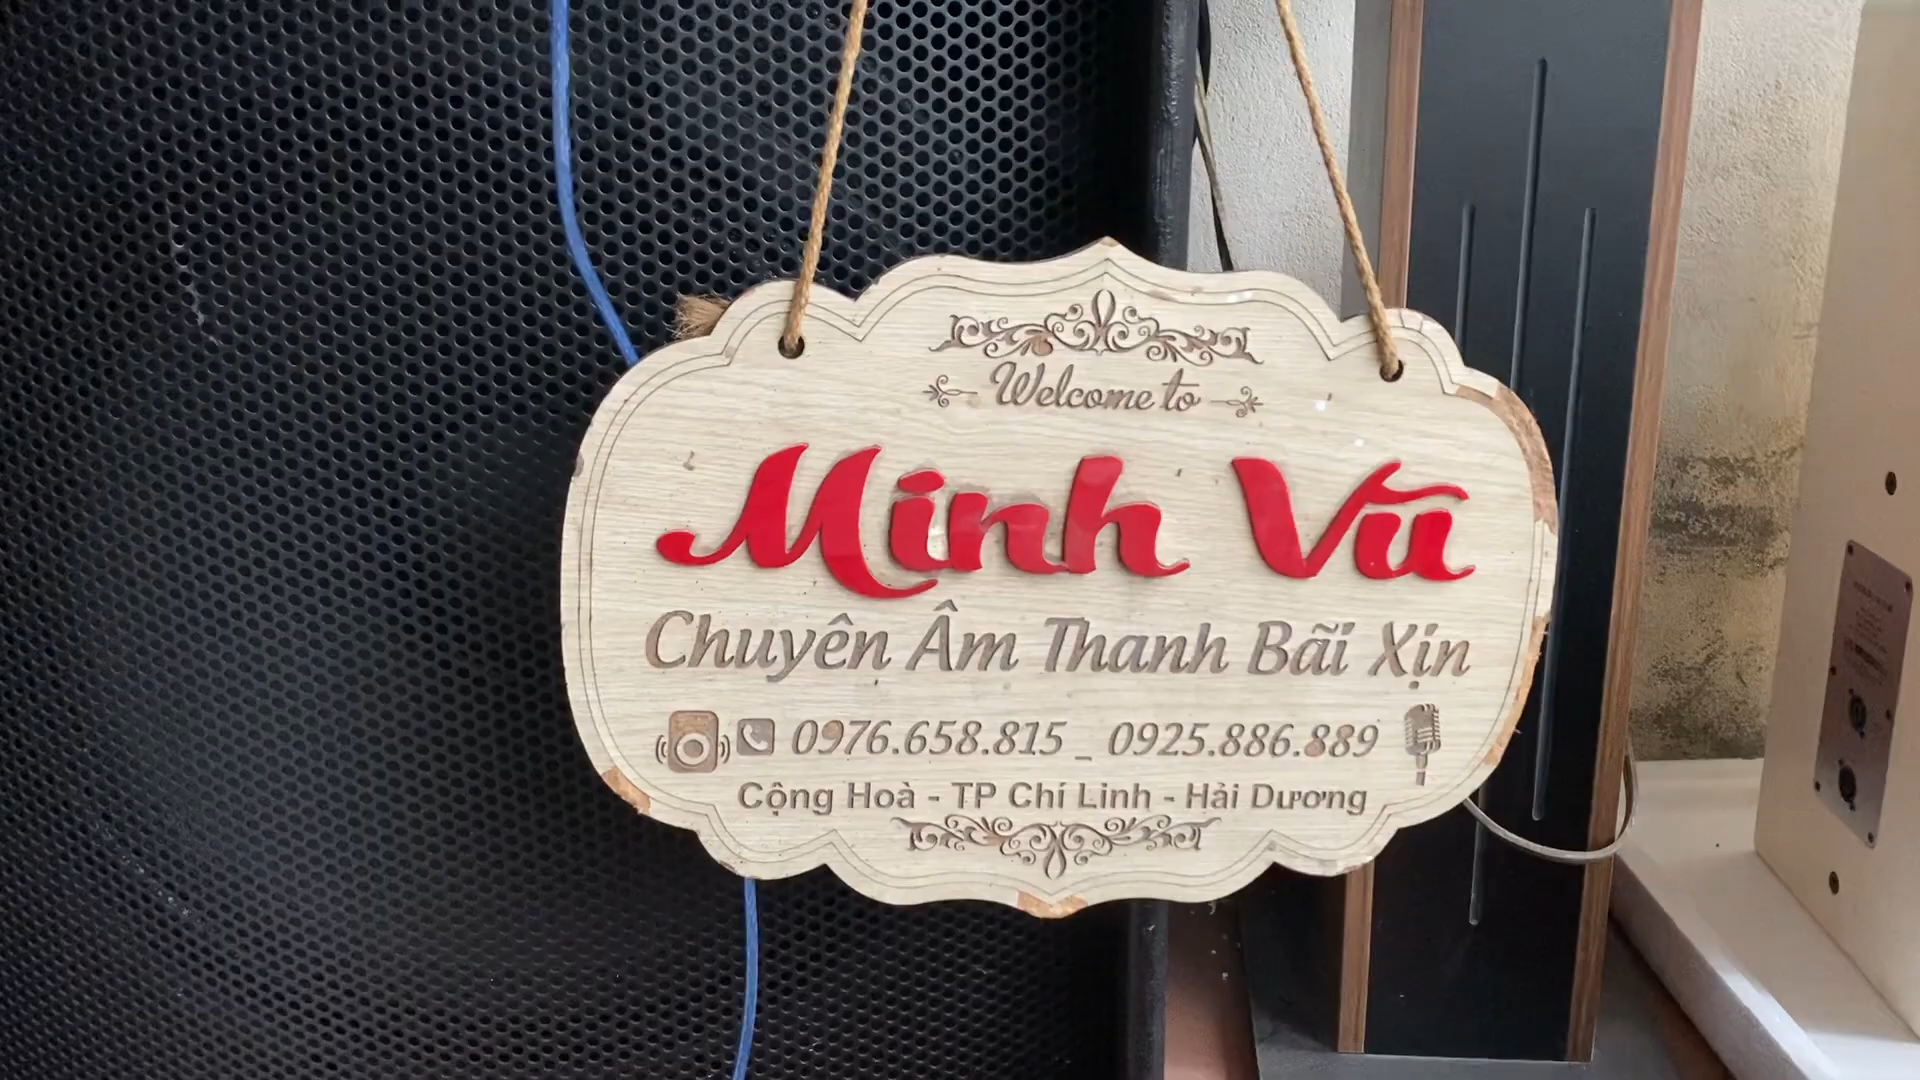 Welcome to
Minh Vũ
Chuyên Âm Thanh Bãi Xịn
0976.658.815 _ 0925.886.889
Cộng Hoà - TP Chí Linh - Hải Dương